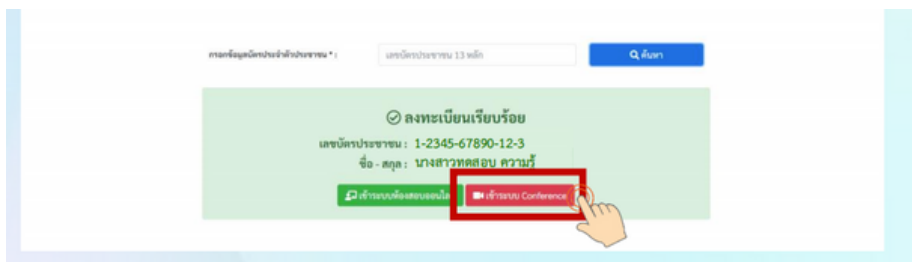 กรอกข้อมูลบัตรประจำตัวประชาชน * : เลขบัตรประชาชน 13 หลัก ค้นหา
ลงทะเบียนเรียบร้อย
เลขบัตรประชาชน : 1-2345-67890-12-3
ชื่อ - สกุล : นางสาวทดสอบ ความรู้
เข้าระบบห้องสอบออนไลน์ เข้าระบบ Conference